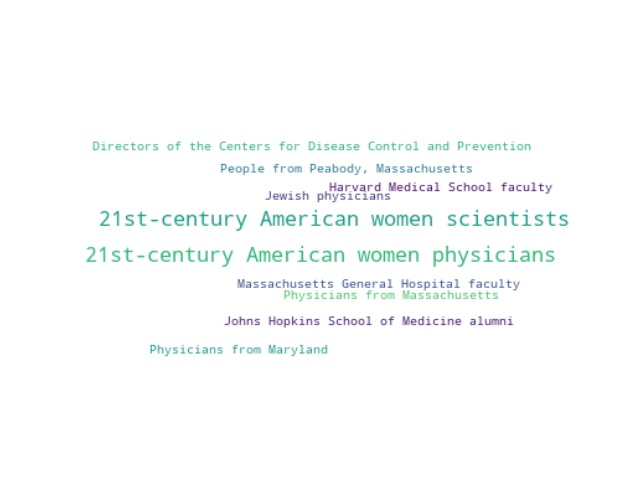 Directors of the Centers for Disease Control and Prevention
People from Peabody, Massachusetts
Harvard Medical School faculty
Jewish physicians
21st-century American women scientists
21st-century American women physicians
Massachusetts General Hospital faculty
Physicians from Massachusetts
Johns Hopkins School of Medicine alumni
Physicians from Maryland